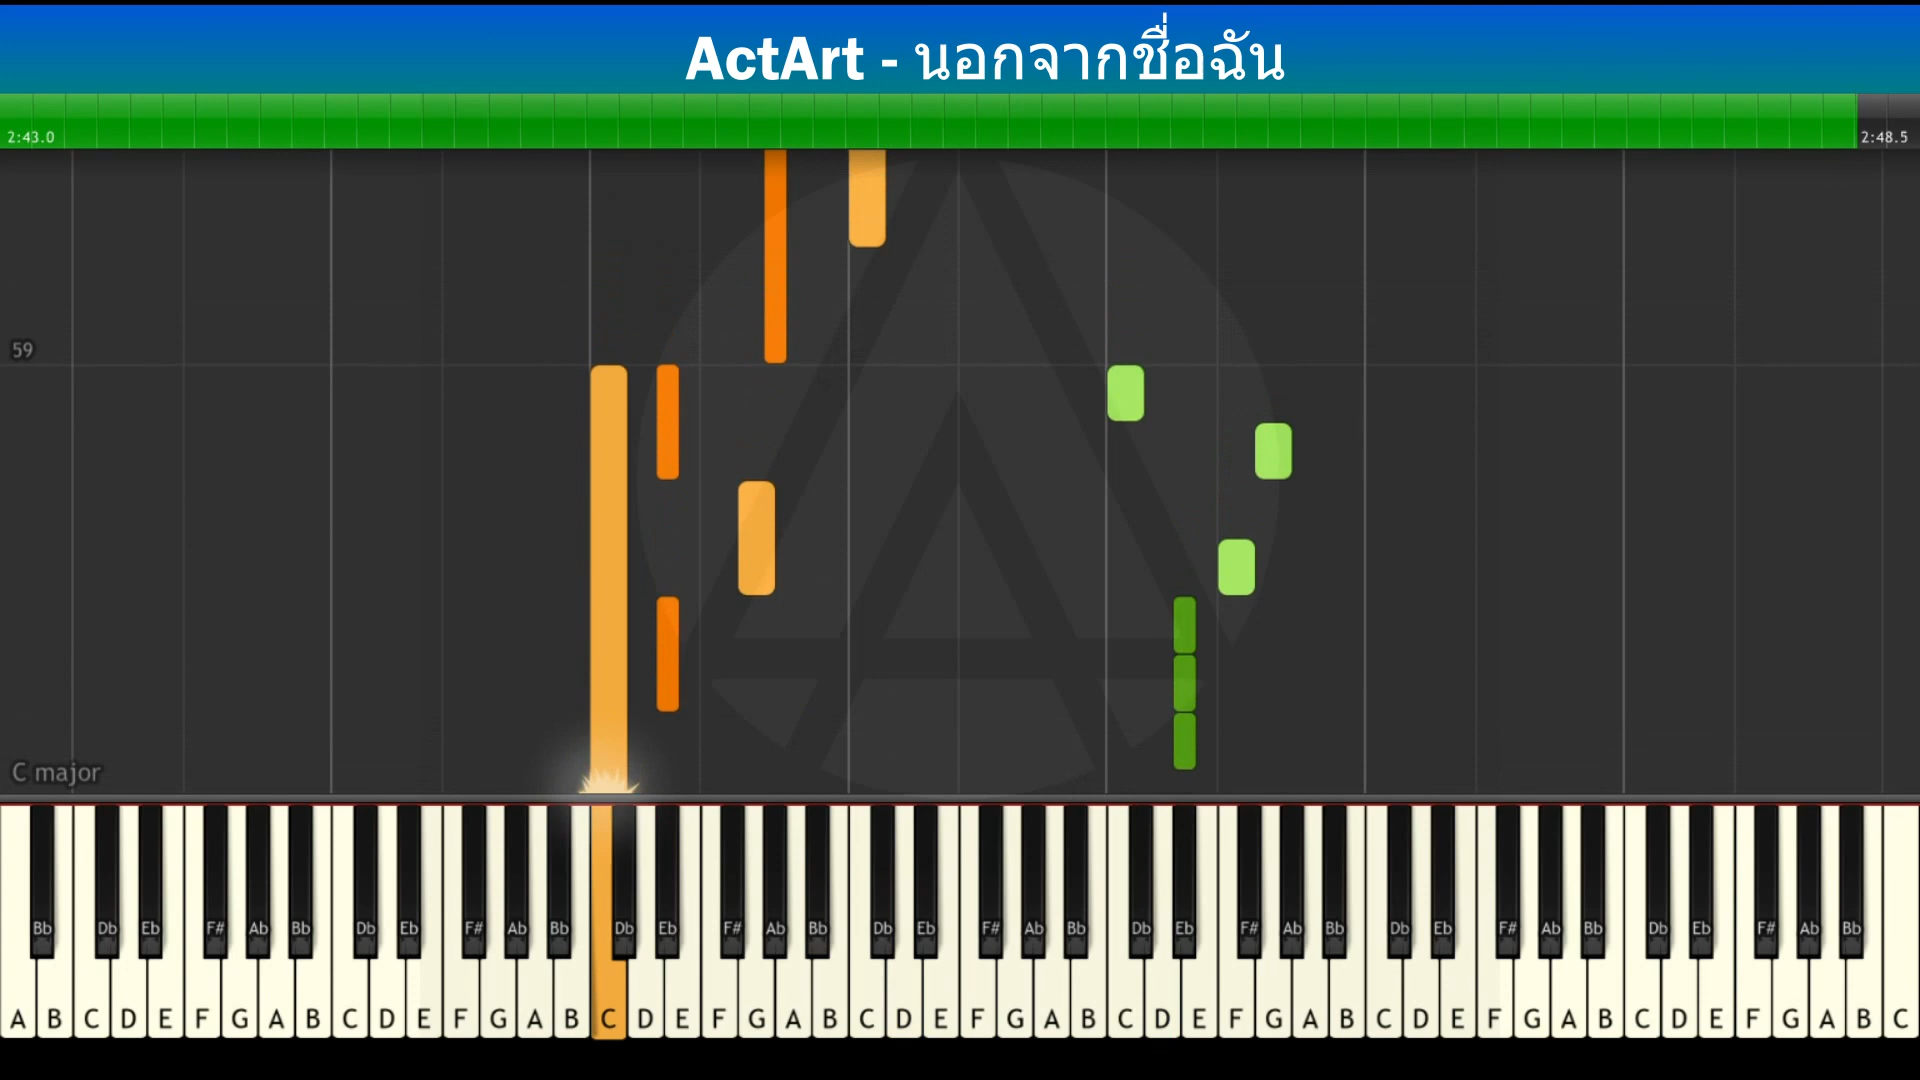 ActArt - นอกจากชื่อฉัน
2:43.0 2:48.5
59
C major
Bb Db Eb F# Ab Bb Db Eb F# Ab Bb Db Eb F# Ab Bb Db Eb F# Ab Bb Db Eb F# Ab Bb Db Eb F# Ab Bb Db Eb F# Ab Bb
A B C D E F G A B C D E F G A B C D E F G A B C D E F G A B C D E F G A B C D E F G A B C D E F G A B C